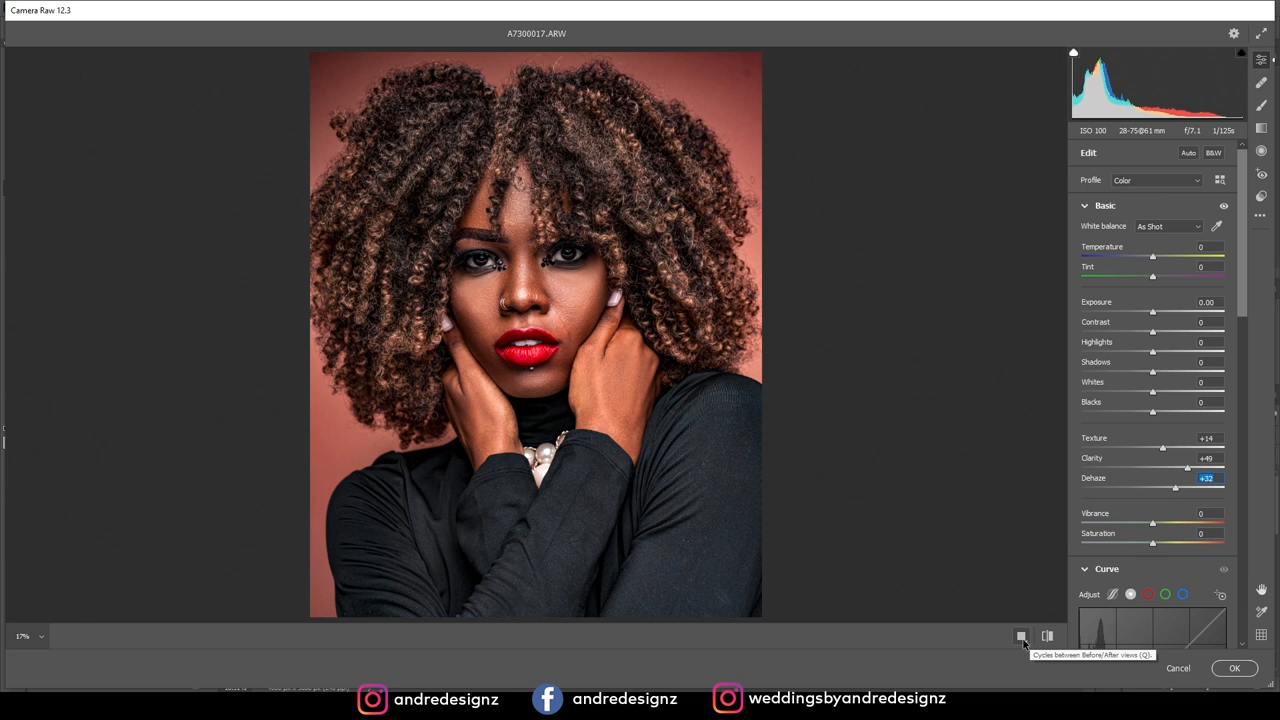 Camera Raw 12.3
A7300017.ARW
ISO 100 28-75@61 mm f/7.1 1/125s
Edit Auto B&W
Profile Color
Basic
White balance As Shot
Temperature 0
Tint 0
Exposure 0.00
Contrast 0
Highlights 0
Shadows 0
Whites 0
Blacks 0
Texture +14
Clarity +49
Dehaze +32
Vibrance 0
Saturation 0
Curve
Adjust
17%
Cycles between Before/After views (Q).
Cancel OK
andredesignz andredesignz weddingsbyandredesignz